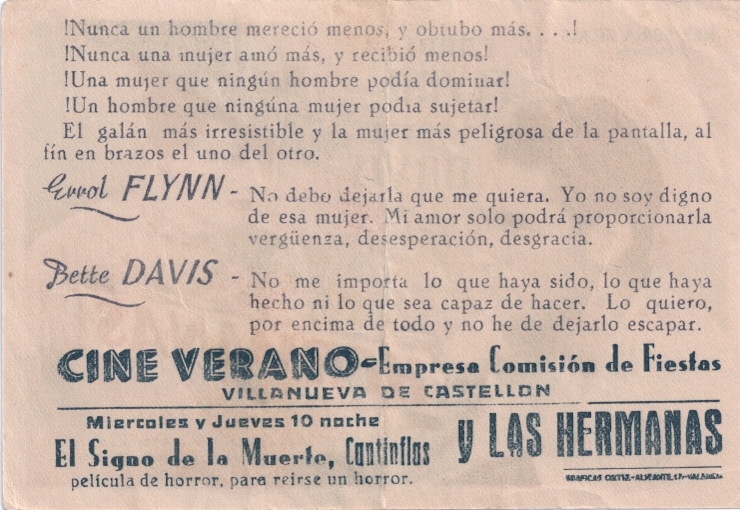 !Nunca un hombre mereció menos, y obtubo más. . . .!
!Nunca una mujer amó más, y recibió menos!
!Una mujer que ningún hombre podía dominar!
!Un hombre que ningúna mujer podia sujetar!
El galán más irresistible y la mujer más peligrosa de la pantalla, al
fín en brazos el uno del otro.
Errol FLYNN - No debo dejarla que me quiera. Yo no soy digno
de esa mujer. Mi amor solo podrá proporcionarla
vergüenza, desesperación, desgracia.
Bette DAVIS - No me importa lo que haya sido, lo que haya
hecho ni lo que sea capaz de hacer. Lo quiero,
por encima de todo y no he de dejarlo escapar.
CINE VERANO-Empresa Comisión de Fiestas
VILLANUEVA DE CASTELLON
Miercoles y Jueves 10 noche
El Signo de la Muerte, Cantinflas
película de horror, para reirse un horror.
y LAS HERMANAS
GRAFICAS